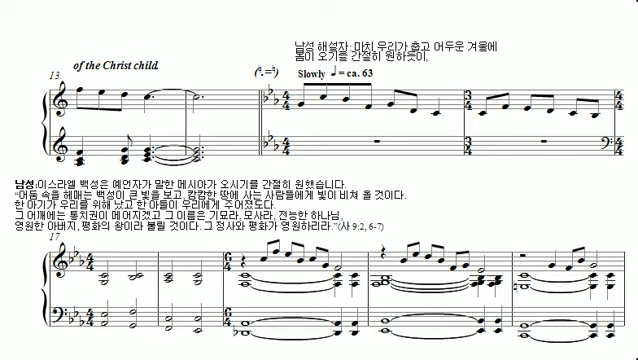 남성 해설자: 마치 우리가 춥고 어두운 겨울에
봄이 오기를 간절히 원하듯이,
of the Christ child.
(♩.=♩)
Slowly ♩= ca. 63
13
남성:이스라엘 백성은 예언자가 말한 메시아가 오시기를 간절히 원했습니다.
"어둠 속을 헤매는 백성이 큰 빛을 보고, 캄캄한 땅에 사는 사람들에게 빛이 비쳐 올 것이다.
한 아기가 우리를 위해 났고 한 아들이 우리에게 주어졌도다.
그 어깨에는 통치권이 메어지겠고 그 이름은 기묘라, 모사라, 전능한 하나님,
영원한 아버지, 평화의 왕이라 불릴 것이다. 그 정사와 평화가 영원하리라."(사 9:2, 6-7)
17